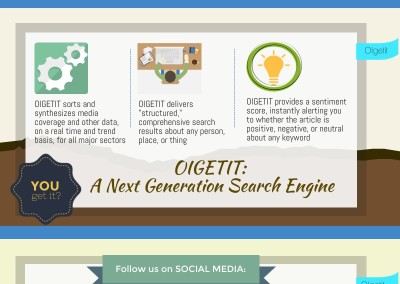 Oigetit
OIGETIT sorts and
synthesizes media
coverage and other data,
on a real time and trend
basis, for all major sectors
OIGETIT delivers
"structured,"
comprehensive search
results about any person,
place, or thing
OIGETIT provides a sentiment
score, instantly alerting you
to whether the article is
positive, negative, or neutral
about any keyword
OIGETIT:
A Next Generation Search Engine
YOU
get it?
Follow us on SOCIAL MEDIA: